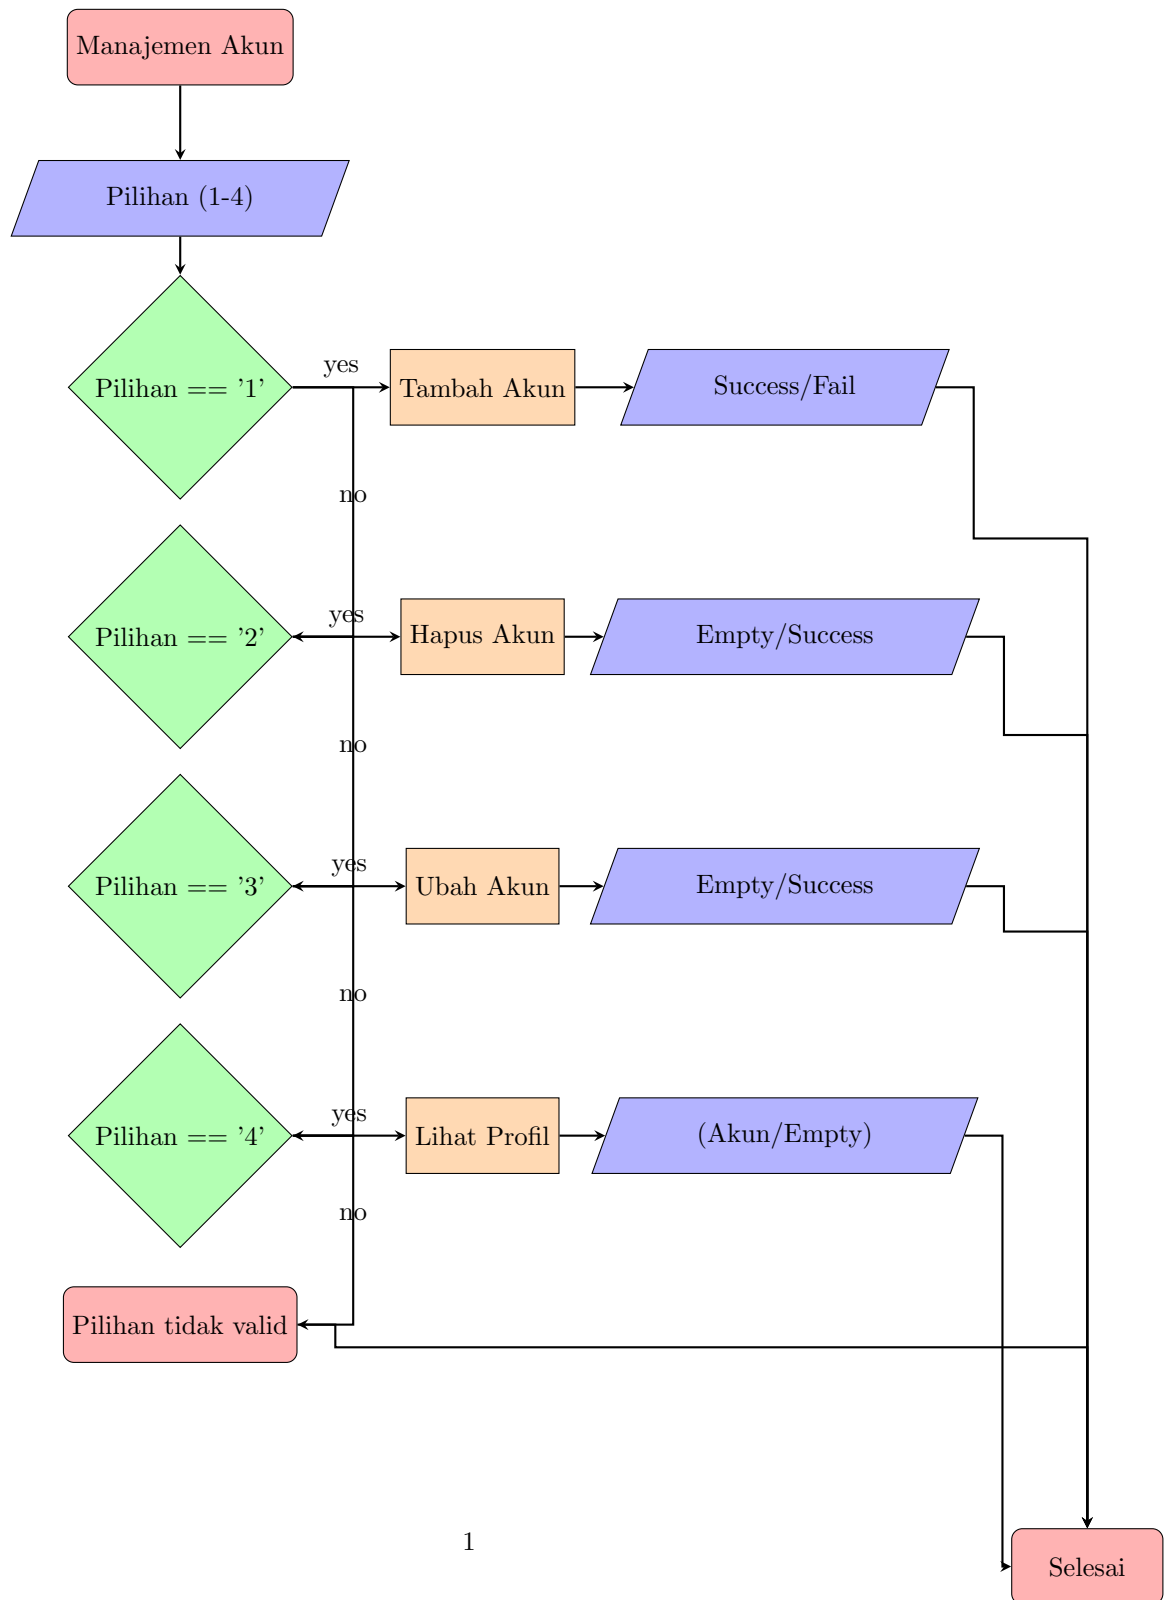 Manajemen Akun
Pilihan (1-4)
Pilihan == '1'
yes
Tambah Akun
Success/Fail
no
Pilihan == '2'
yes
Hapus Akun
Empty/Success
no
Pilihan == '3'
yes
Ubah Akun
Empty/Success
no
Pilihan == '4'
yes
Lihat Profil
(Akun/Empty)
no
Pilihan tidak valid
1
Selesai